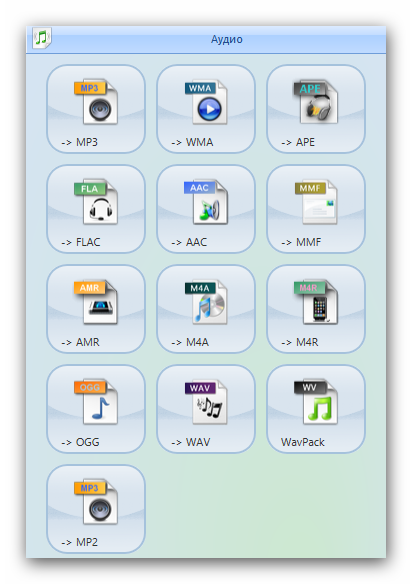 Аудио
MP3 WMA APE
-> MP3 -> WMA -> APE
FLA AAC MMF
-> FLAC -> AAC -> MMF
AMR M4A M4R
-> AMR -> M4A -> M4R
OGG WAV WV
-> OGG -> WAV WavPack
MP3
-> MP2